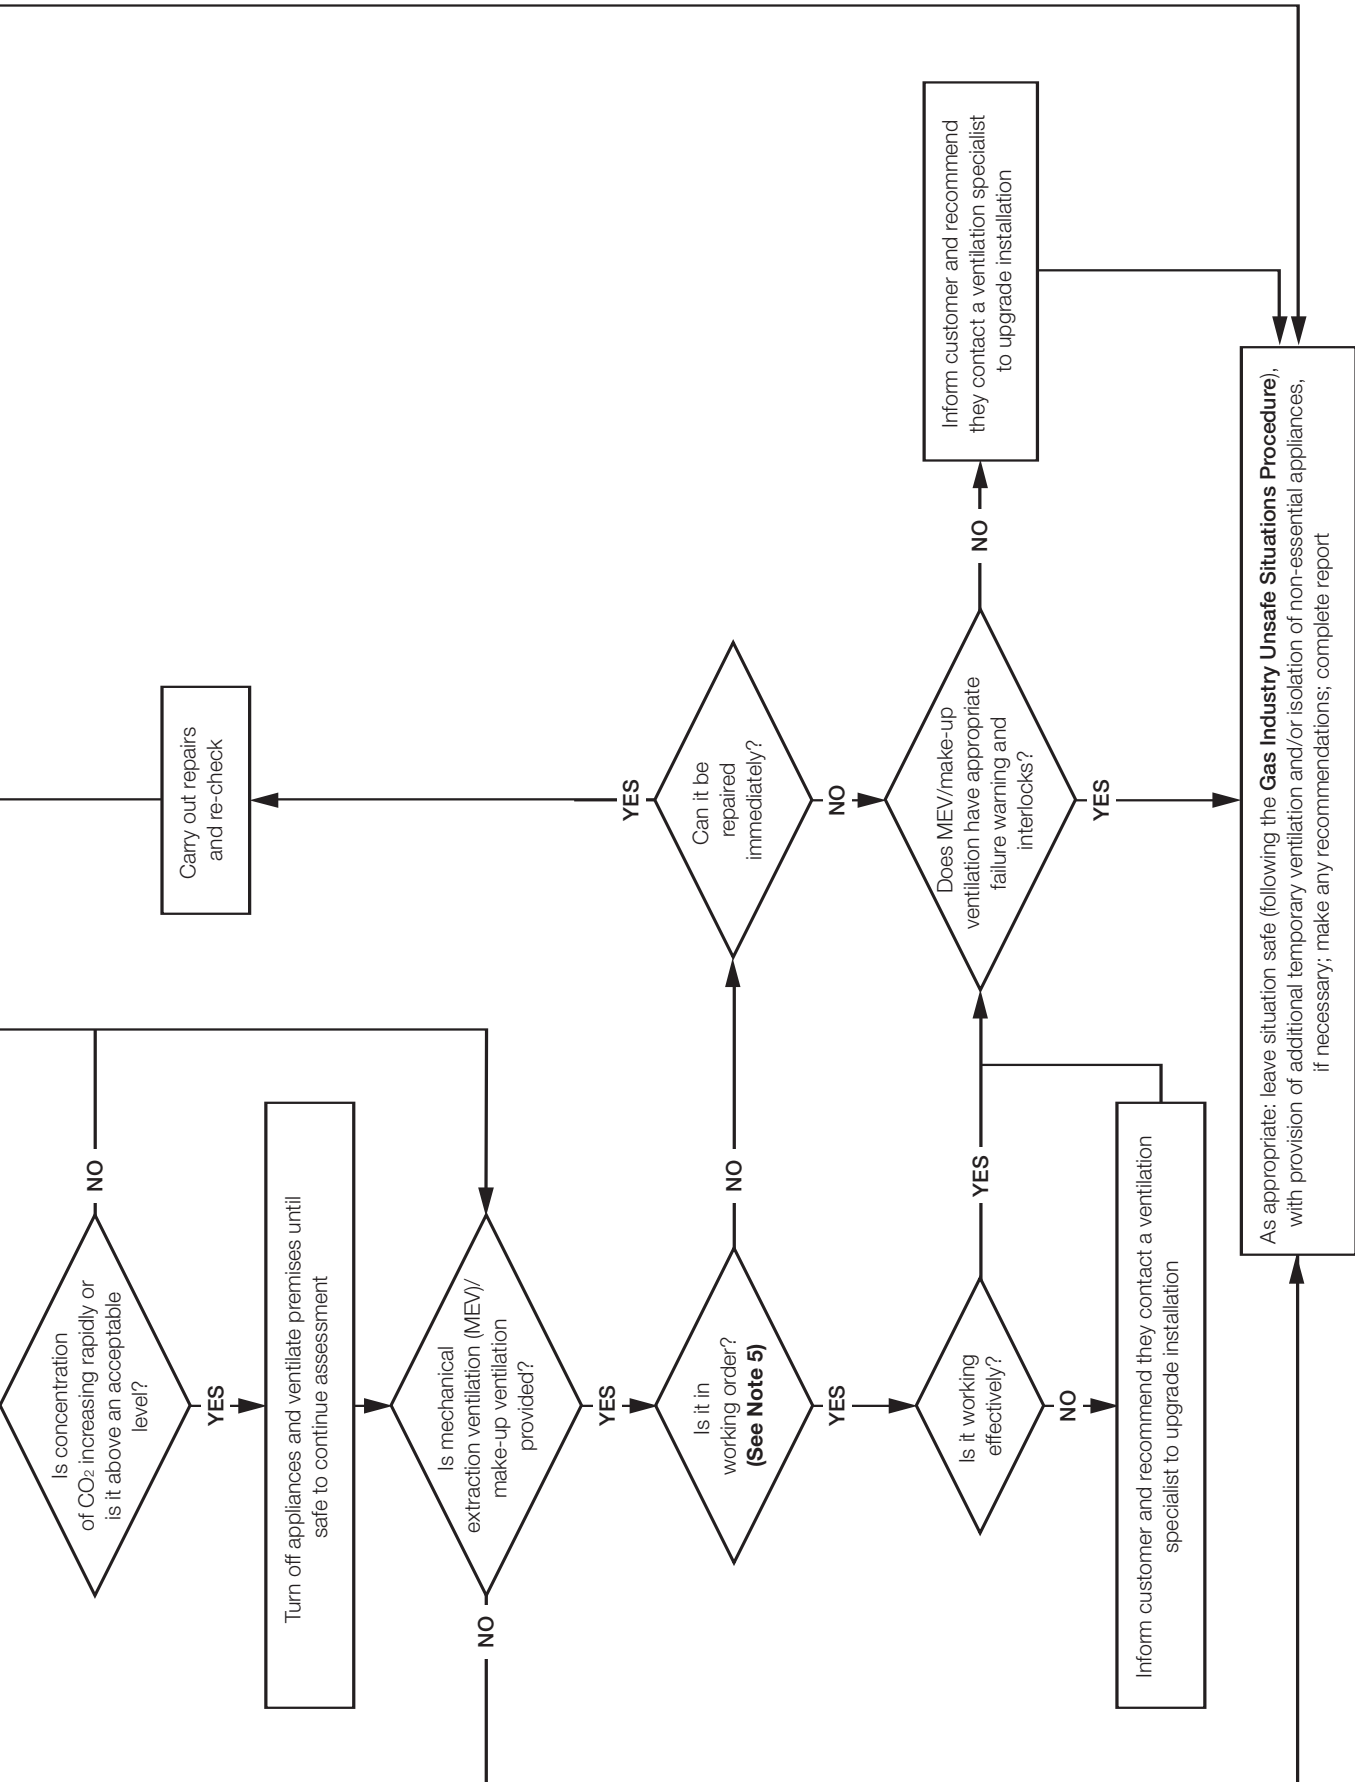 Is concentration
of CO2 increasing rapidly or
is it above an acceptable
level?
NO
YES
Turn off appliances and ventilate premises until
safe to continue assessment
Is mechanical
extraction ventilation (MEV)/
make-up ventilation
provided?
NO
YES
Is it in
working order?
(See Note 5)
NO
YES
Is it working
effectively?
YES
NO
Inform customer and recommend they contact a ventilation
specialist to upgrade installation
Carry out repairs
and re-check
YES
Can it be
repaired
immediately?
NO
Does MEV/make-up
ventilation have appropriate
failure warning and
interlocks?
NO
YES
Inform customer and recommend
they contact a ventilation specialist
to upgrade installation
As appropriate: leave situation safe (following the Gas Industry Unsafe Situations Procedure),
with provision of additional temporary ventilation and/or isolation of non-essential appliances,
if necessary; make any recommendations; complete report